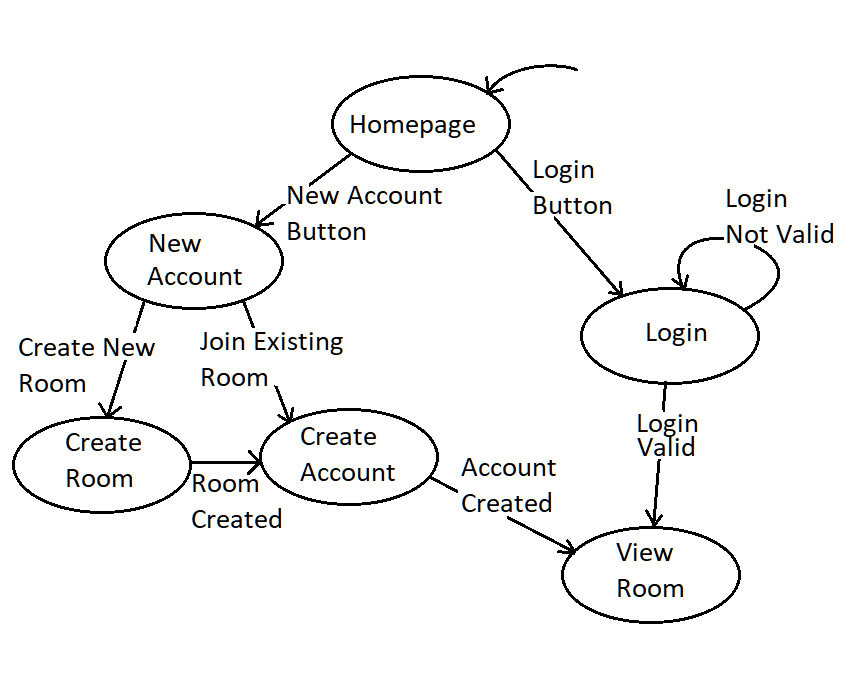 Homepage
Login
Button
New Account
Button
Login
Not Valid
New
Account
Login
Create New
Room
Join Existing
Room
Create
Room
Room
Created
Create
Account
Account
Created
Login
Valid
View
Room